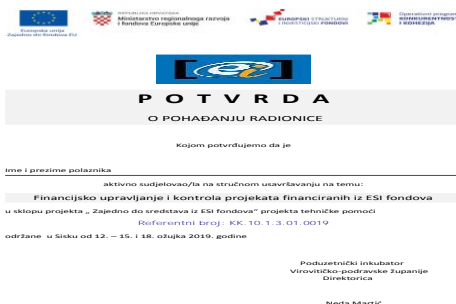 Europska unija
Zajedno do fondova EU
REPUBLIKA HRVATSKA
Ministarstvo regionalnoga razvoja
i fondova Europske unije
EUROPSKI STRUKTURNI
I INVESTICIJSKI FONDOVI
Operativni program
KONKURENTNOST
I KOHEZIJA
P O T V R D A
O POHAĐANJU RADIONICE
Kojom potvrđujemo da je
Ime i prezime polaznika
aktivno sudjelovao/la na stručnom usavršavanju na temu:
Financijsko upravljanje i kontrola projekata financiranih iz ESI fondova
u sklopu projekta „ Zajedno do sredstava iz ESI fondova" projekta tehničke pomoći
Referentni broj: KK.10.1.3.01.0019
održane u Sisku od 12. – 15. i 18. ožujka 2019. godine
Poduzetnički inkubator
Virovitičko-podravske županije
Direktorica
Neda Martić